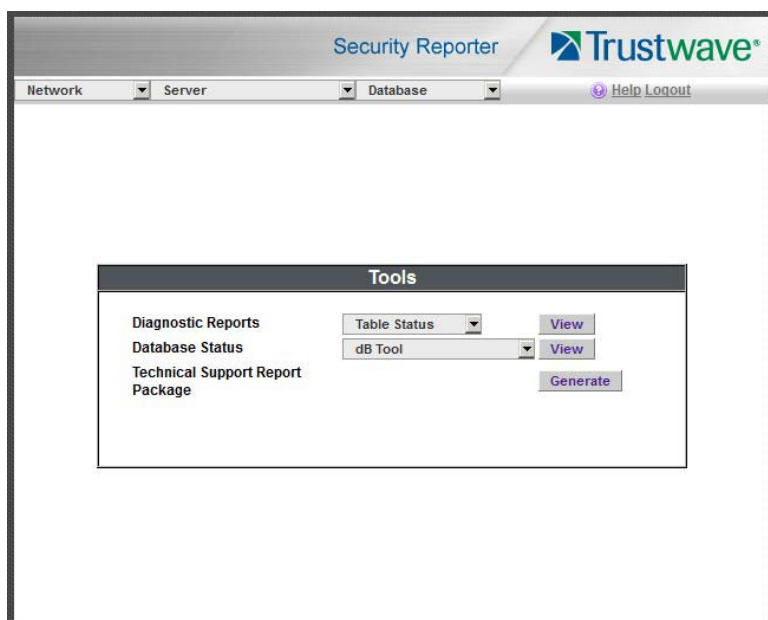 Security Reporter Trustwave®
Network Server Database Help Logout
Tools
Diagnostic Reports Table Status View
Database Status dB Tool View
Technical Support Report
Package Generate